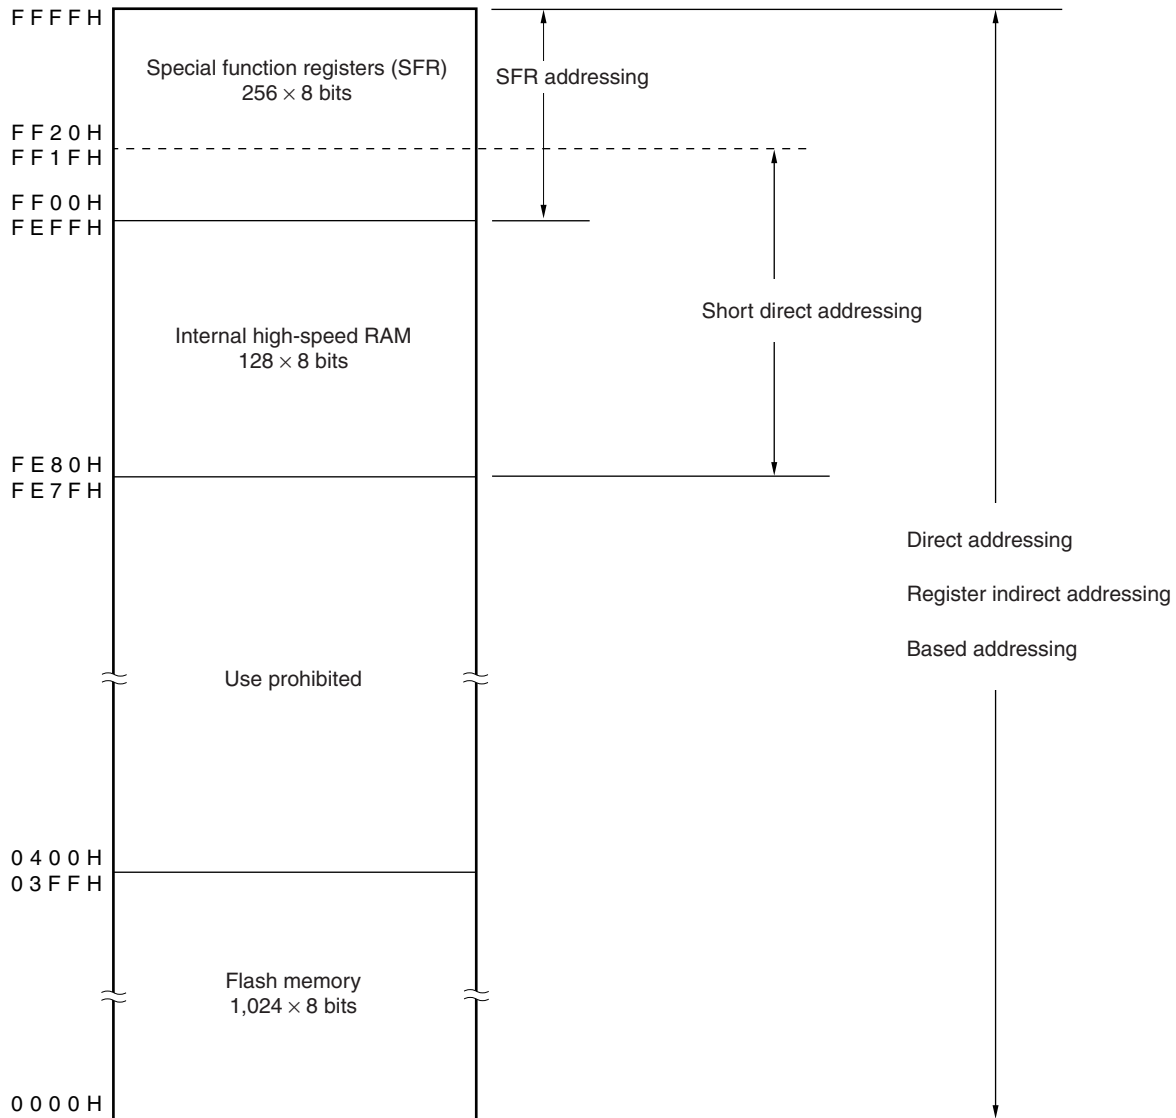 FFFFH
Special function registers (SFR)
256 × 8 bits
SFR addressing
FF20H
FF1FH
FF00H
FEFFH
Short direct addressing
Internal high-speed RAM
128 × 8 bits
FE80H
FE7FH
Direct addressing
Register indirect addressing
Based addressing
Use prohibited
0400H
03FFH
Flash memory
1,024 × 8 bits
0000H